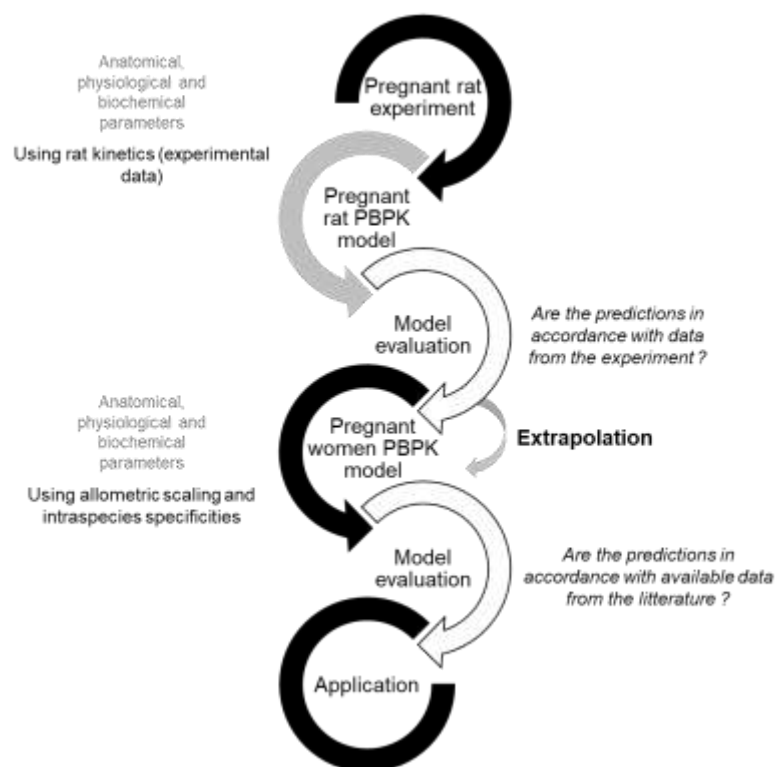 Anatomical,
physiological and
biochemical
parameters
Using rat kinetics (experimental
data)
Pregnant rat
experiment
Pregnant
rat PBPK
model
Model
evaluation
Are the predictions in
accordance with data
from the experiment ?
Anatomical,
physiological and
biochemical
parameters
Using allometric scaling and
intraspecies specificities
Pregnant
women PBPK
model
Extrapolation
Model
evaluation
Are the predictions in
accordance with available data
from the litterature ?
Application